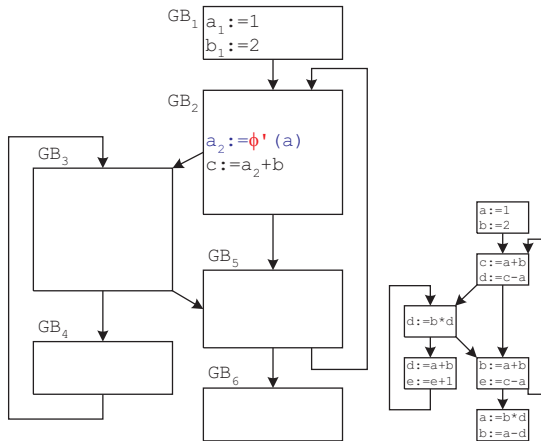 GB₁
a₁:=1
b₁:=2
GB₂
a₂:=ϕ'(a)
c:=a₂+b
GB₃
GB₅
GB₄
GB₆
a:=1
b:=2
c:=a+b
d:=c-a
d:=b*d
d:=a+b
e:=e+1
b:=a+b
e:=c-a
a:=b*d
b:=a-d